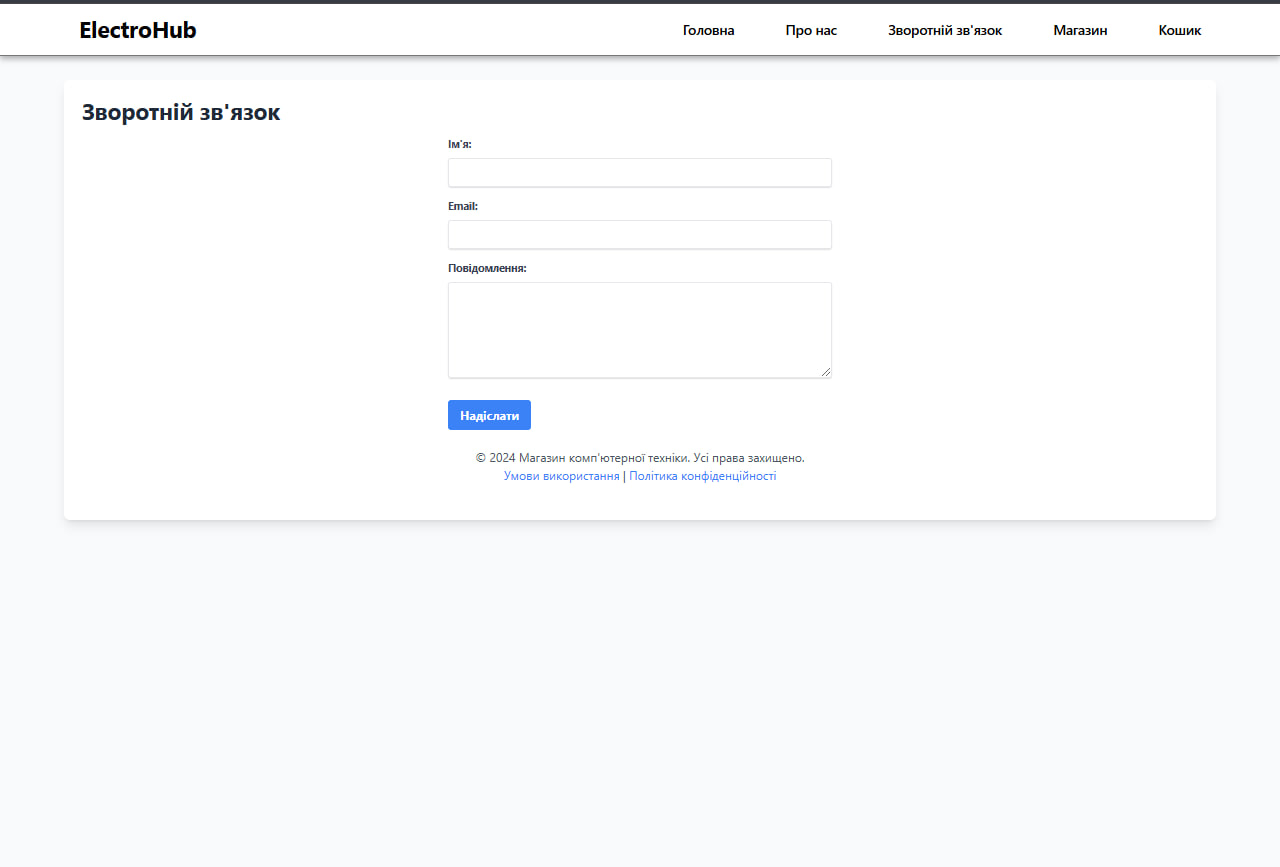 ElectroHub Головна Про нас Зворотній зв'язок Магазин Кошик
Зворотній зв'язок
Ім'я:
Email:
Повідомлення:
Надіслати
© 2024 Магазин комп'ютерної техніки. Усі права захищено.
Умови використання | Політика конфіденційності